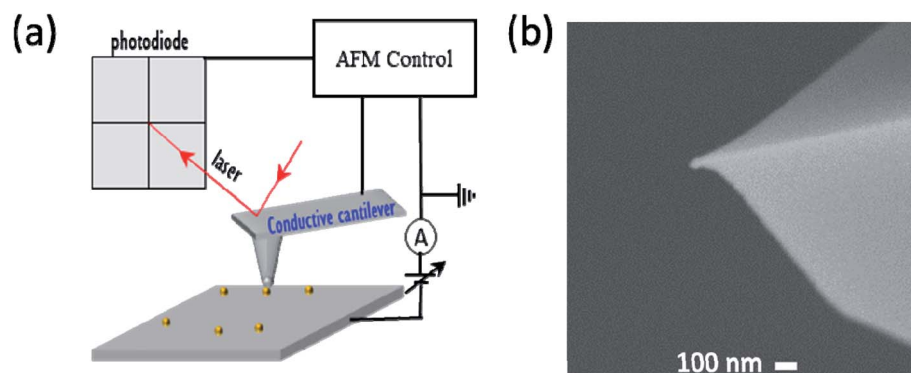 (a)
photodiode
AFM Control
laser
Conductive cantilever
A
(b)
100 nm